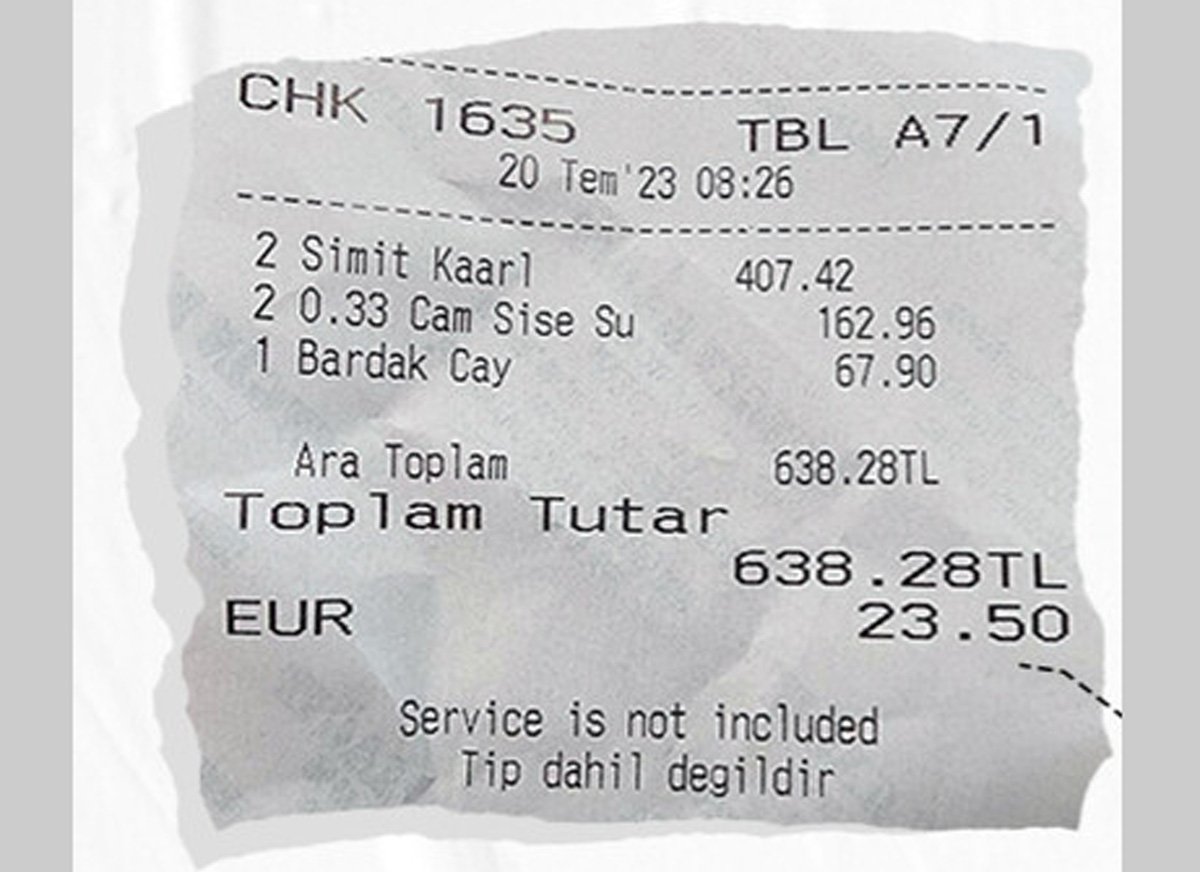 CHK 1635 TBL A7/1
20 Tem'23 08:26
2 Simit Kaarl 407.42
2 0.33 Cam Sise Su 162.96
1 Bardak Cay 67.90
Ara Toplam 638.28TL
Toplam Tutar
638.28TL
EUR 23.50
Service is not included
Tip dahil degildir